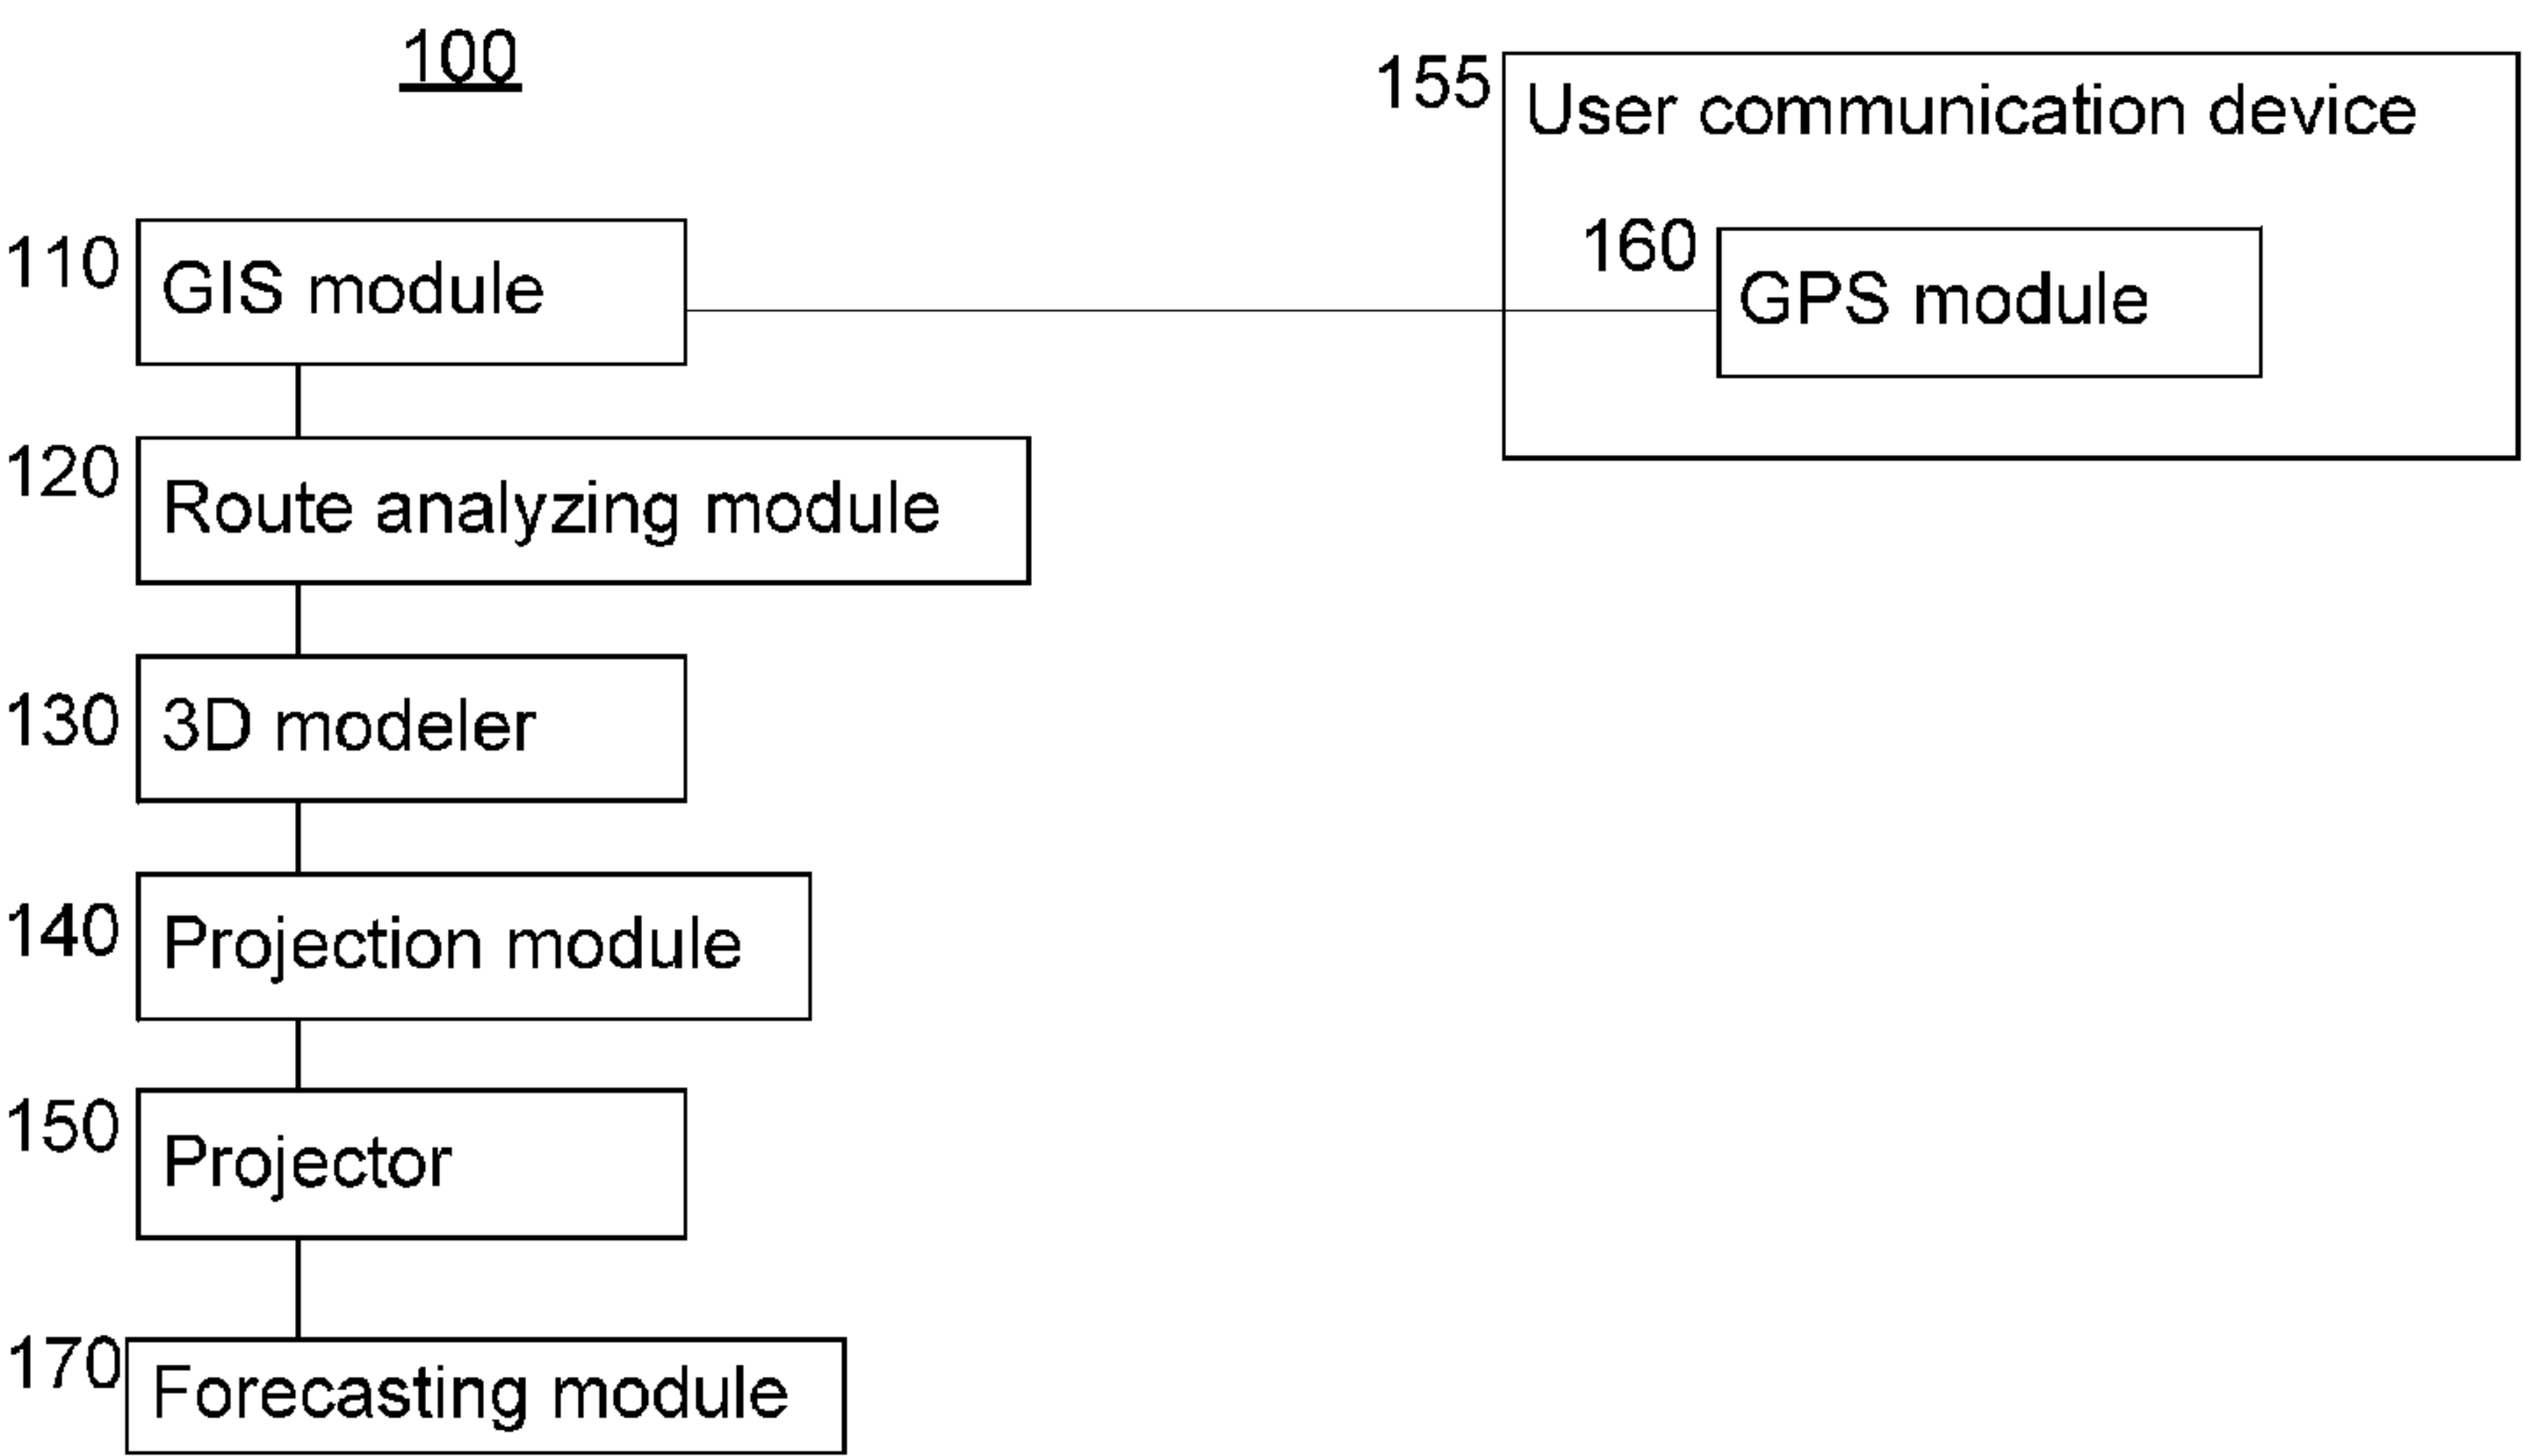 100
155
User communication device
110
GIS module
160
GPS module
120
Route analyzing module
130
3D modeler
140
Projection module
150
Projector
170
Forecasting module